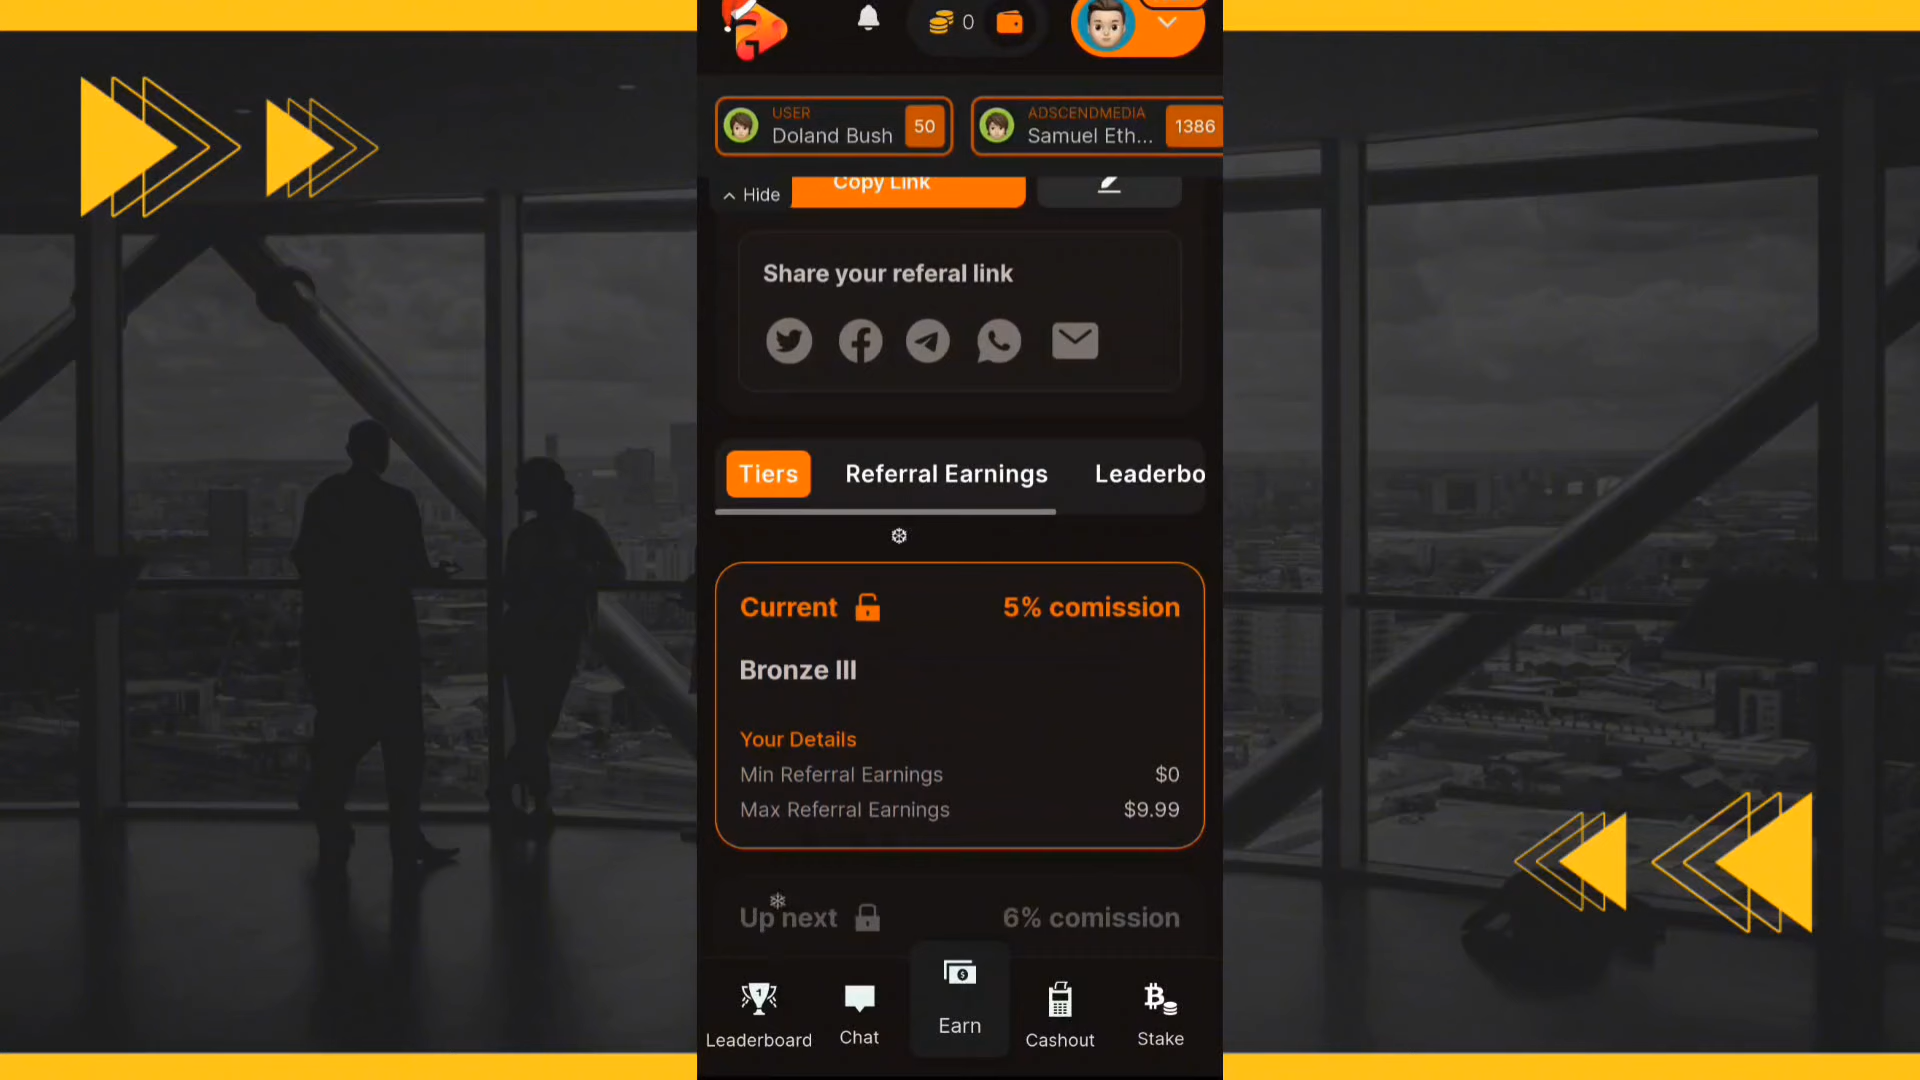 0
USER
Doland Bush
50
ADSCENDMEDIA
Samuel Eth...
1386
Hide
Copy Link
Share your referal link
Tiers
Referral Earnings
Leaderbo
Current
5% comission
Bronze III
Your Details
Min Referral Earnings
$0
Max Referral Earnings
$9.99
Up next
6% comission
Leaderboard
Chat
Earn
Cashout
Stake